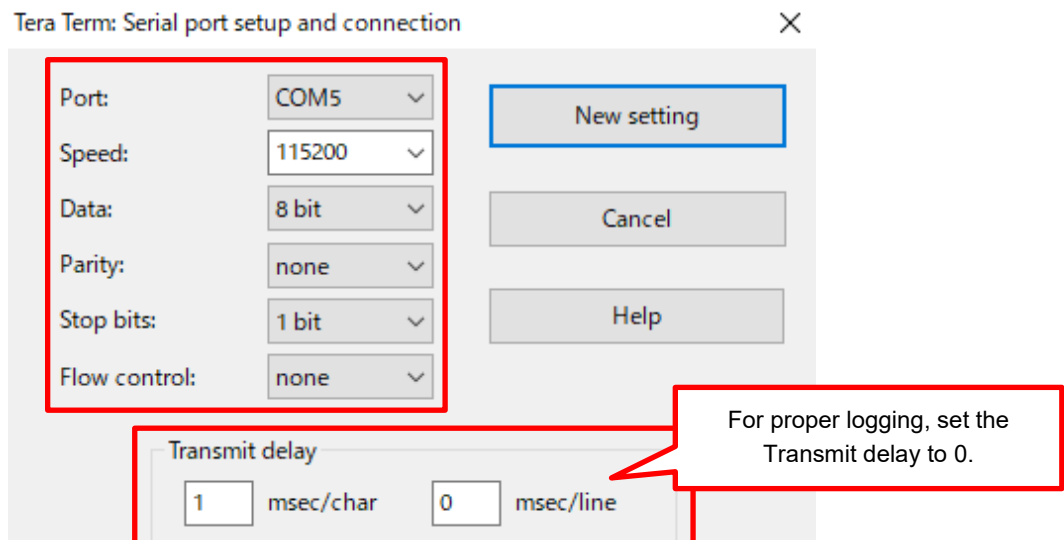 Tera Term: Serial port setup and connection
Port: COM5
New setting
Speed: 115200
Data: 8 bit
Cancel
Parity: none
Stop bits: 1 bit
Help
Flow control: none
For proper logging, set the
Transmit delay to 0.
Transmit delay
1 msec/char 0 msec/line